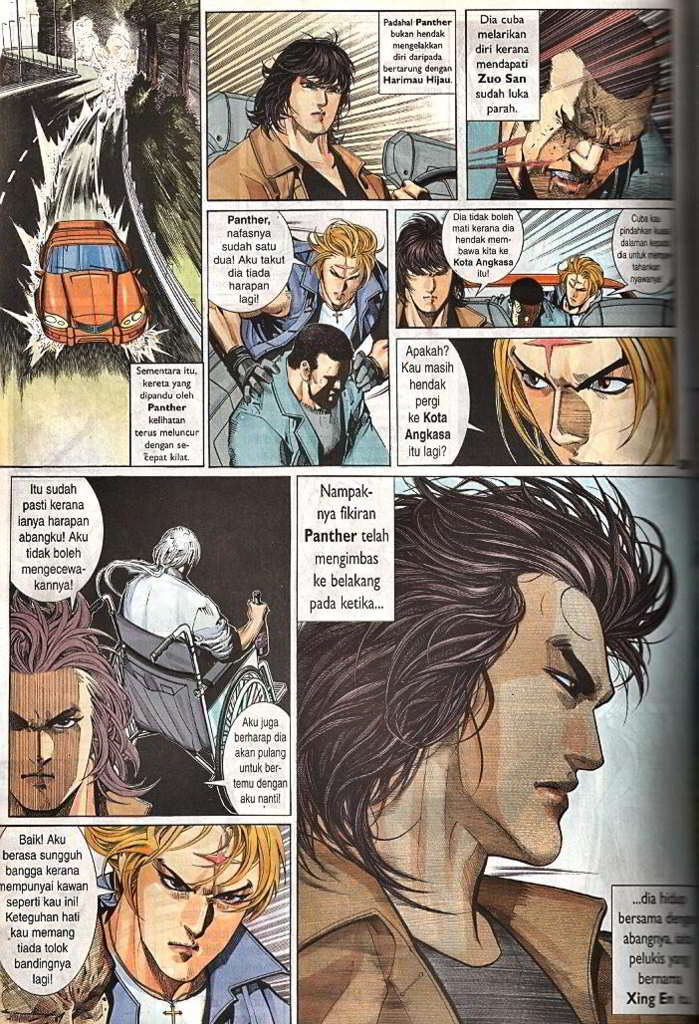 Sementara itu,
kereta yang
dipandu oleh
Panther
kelihatan
terus meluncur
dengan se-
cepat kilat.
Padahal Panther
bukan hendak
mengelakkan
diri daripada
bertarung dengan
Harimau Hijau.
Dia cuba
melarikan
diri kerana
mendapati
Zuo San
sudah luka
parah.
Panther,
nafasnya
sudah satu
dua! Aku takut
dia tiada
harapan
lagi!
Dia tidak boleh
mati kerana dia
hendak mem-
bawa kita ke
Kota Angkasa
itu!
Cuba kau
pindahkan kuasa
dalaman kepada
dia untuk memper-
tahankan
nyawanya!
Apakah?
Kau masih
hendak
pergi
ke Kota
Angkasa
itu lagi?
Itu sudah
pasti kerana
ianya harapan
abangku! Aku
tidak boleh
mengecewa-
kannya!
Aku juga
berharap dia
akan pulang
untuk ber-
temu dengan
aku nanti!
Baik! Aku
berasa sungguh
bangga kerana
mempunyai kawan
seperti kau ini!
Keteguhan hati
kau memang
tiada tolok
bandingnya
lagi!
Nampak-
nya fikiran
Panther telah
mengimbas
ke belakang
pada ketika...
...dia hidup
bersama dengan
abangnya,
pelukis yang
bernama
Xing En